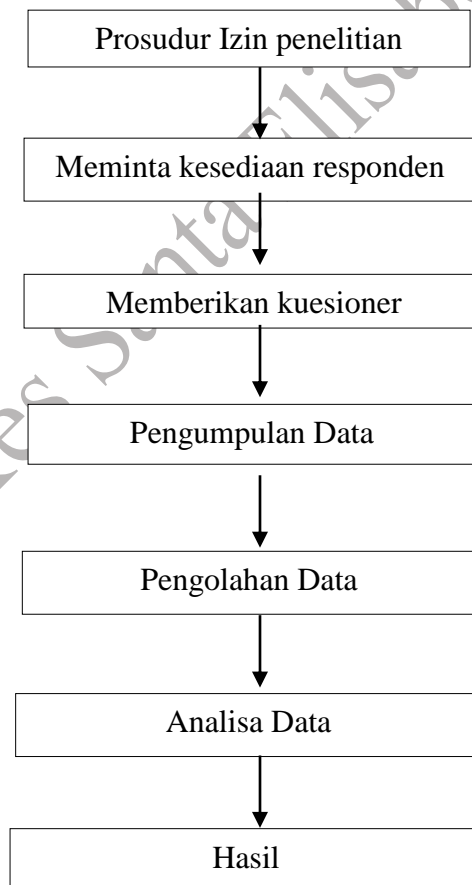 Prosudur Izin penelitian
Meminta kesediaan responden
Memberikan kuesioner
Pengumpulan Data
Pengolahan Data
Analisa Data
Hasil